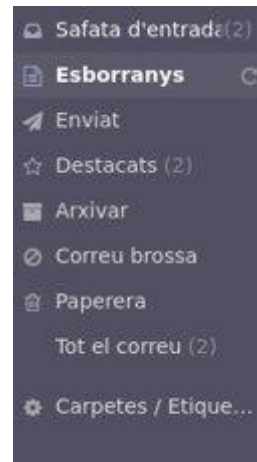 Safata d'entrada(2)
Esborranys
Enviat
Destacats (2)
Arxivar
Correu brossa
Paperera
Tot el correu (2)
Carpetes / Etique...